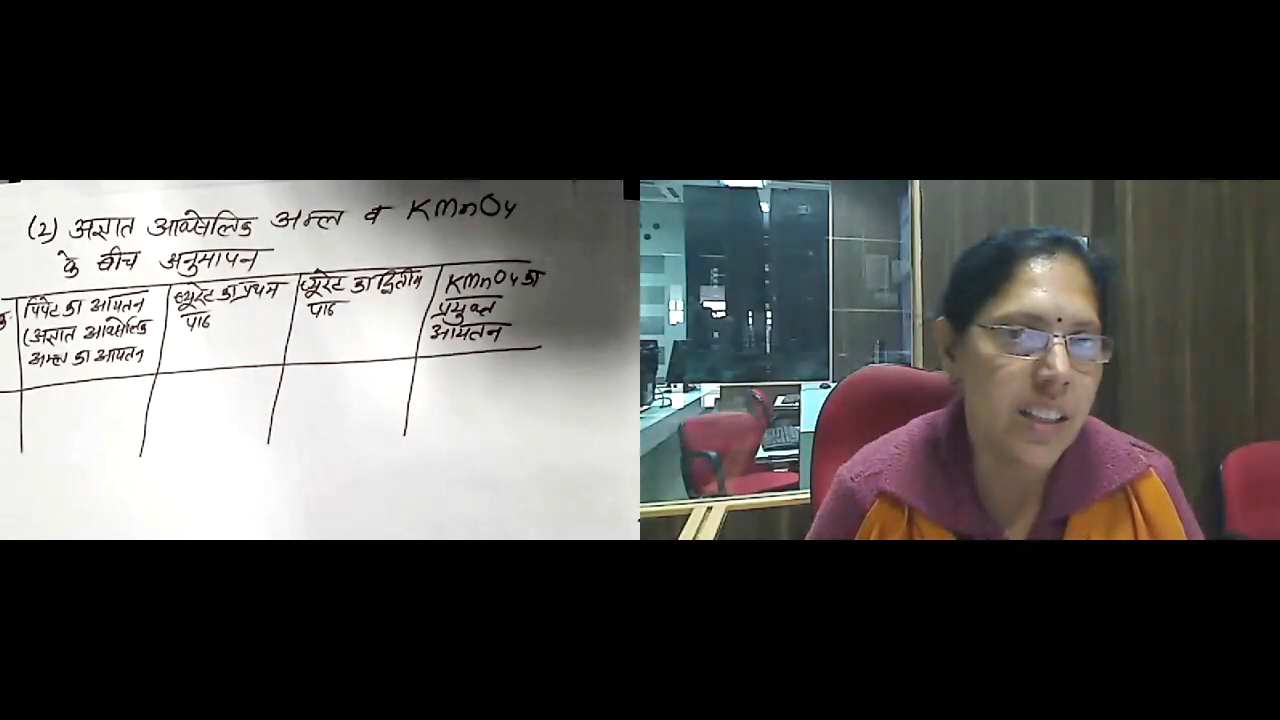 (2) अज्ञात आक्सेलिक अम्ल व KMnO4
के बीच अनुमापन
पिपेट का आयतन
(अज्ञात आक्सेलिक
अम्ल का आयतन
ब्यूरेट का प्रथम
पाठ
ब्यूरेट का द्वितीय
पाठ
KMnO4 का
प्रयुक्त
आयतन